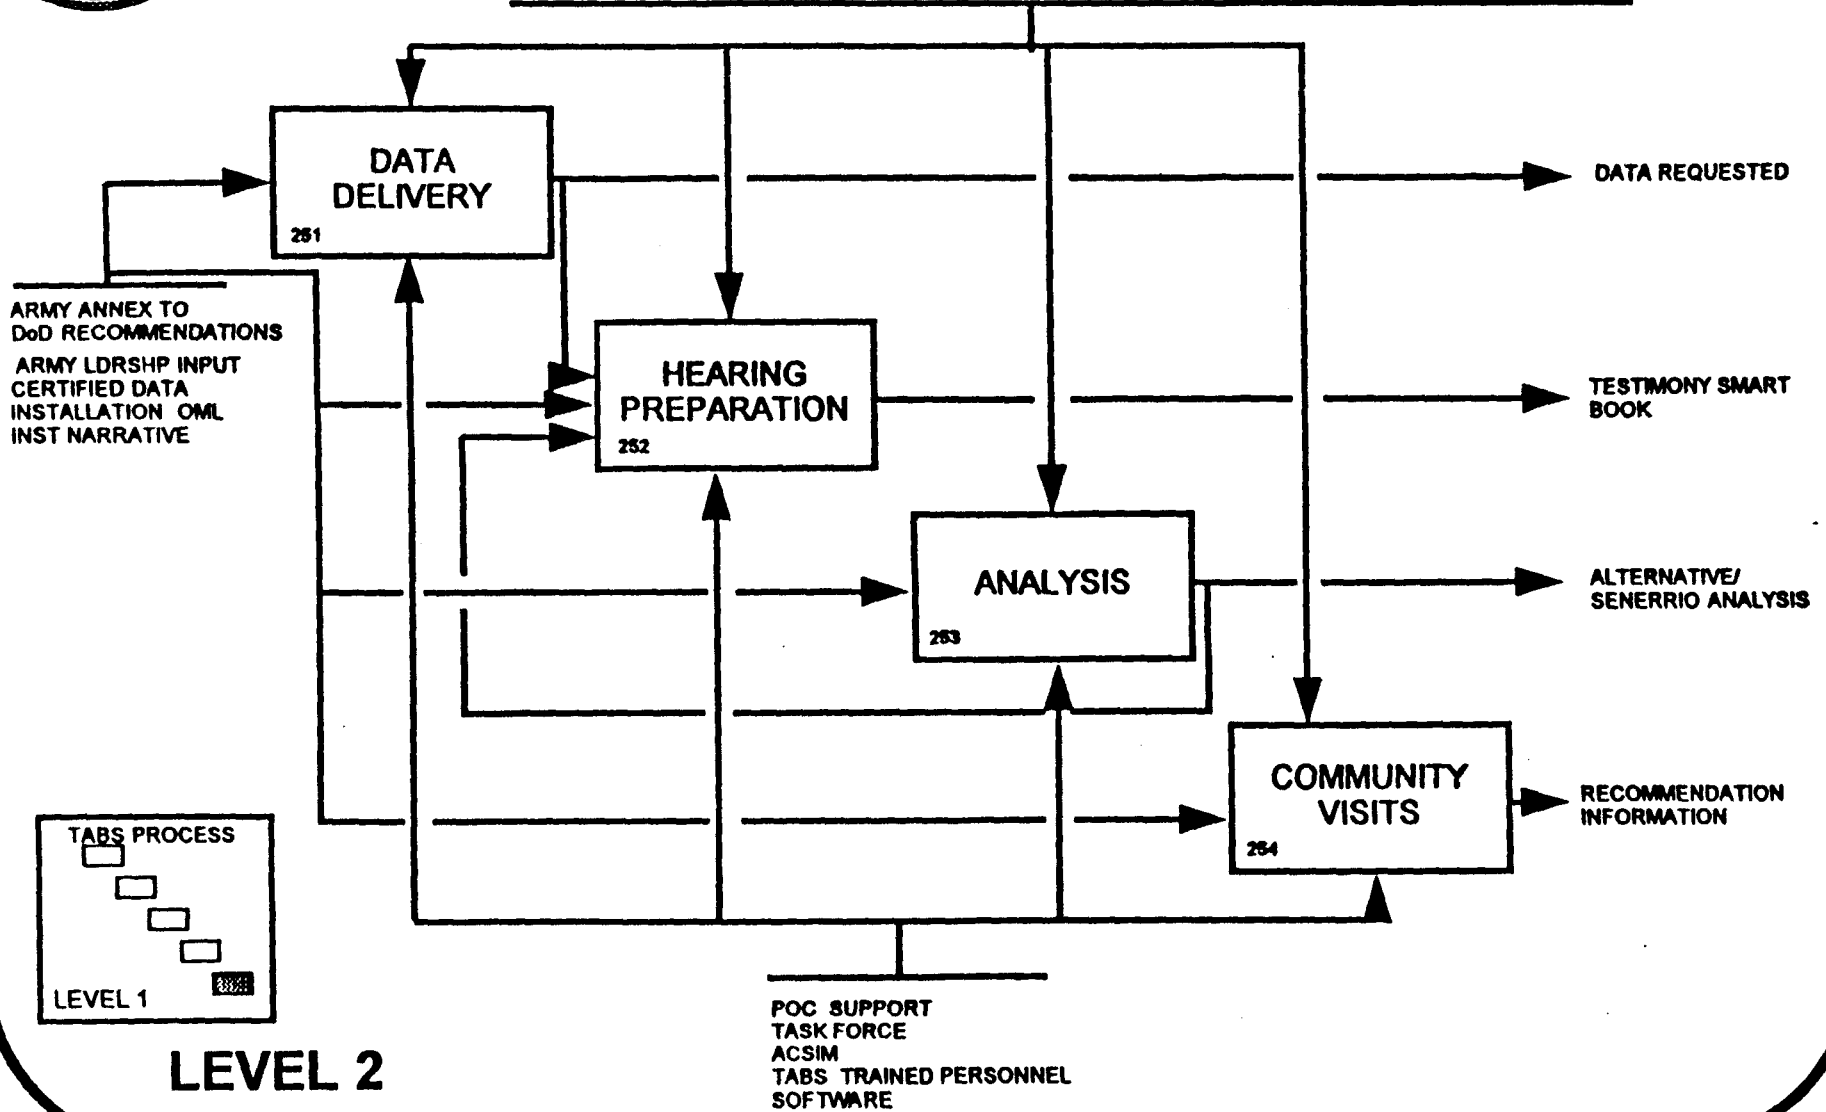 DATA
DELIVERY
251
DATA REQUESTED
ARMY ANNEX TO
DoD RECOMMENDATIONS
ARMY LDRSHP INPUT
CERTIFIED DATA
INSTALLATION OML
INST NARRATIVE
HEARING
PREPARATION
252
TESTIMONY SMART
BOOK
ANALYSIS
253
ALTERNATIVE/
SENERRIO ANALYSIS
COMMUNITY
VISITS
254
RECOMMENDATION
INFORMATION
TABS PROCESS
LEVEL 1
LEVEL 2
POC SUPPORT
TASK FORCE
ACSIM
TABS TRAINED PERSONNEL
SOFTWARE